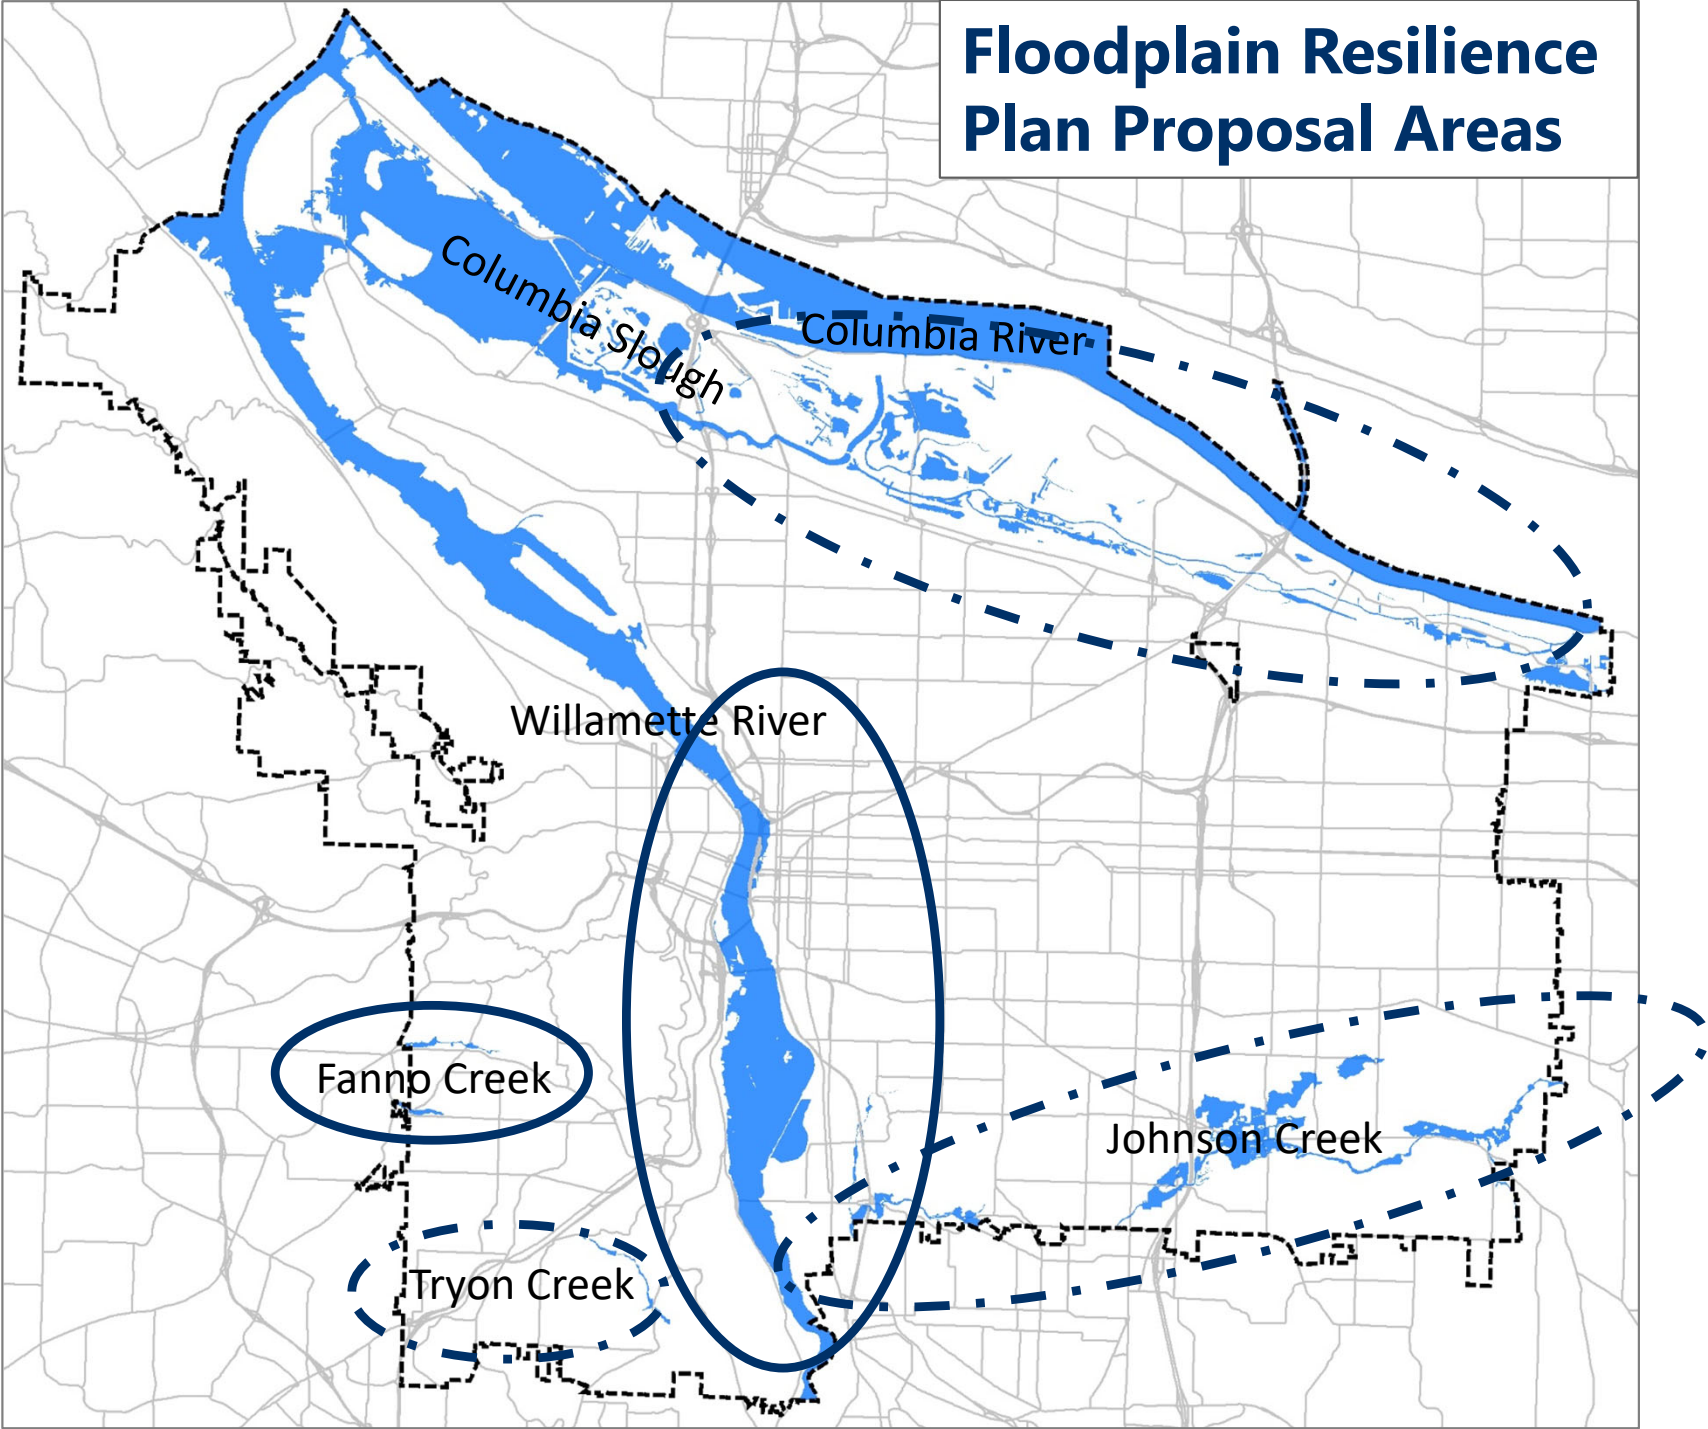 Floodplain Resilience
Plan Proposal Areas
Columbia Slough
Columbia River
Willamette River
Fanno Creek
Johnson Creek
Tryon Creek